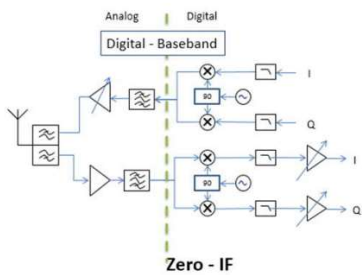 Analog Digital
Digital - Baseband
I
90
Q
I
90
Q
Zero - IF